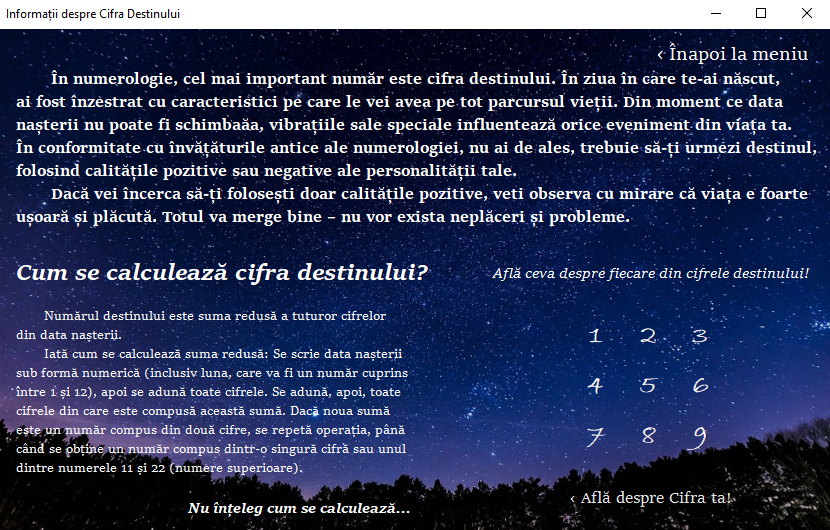 Informații despre Cifra Destinului
‹ Înapoi la meniu
În numerologie, cel mai important număr este cifra destinului. În ziua în care te-ai născut,
ai fost înzestrat cu caracteristici pe care le vei avea pe tot parcursul vieții. Din moment ce data
nașterii nu poate fi schimbaăa, vibrațiile sale speciale influentează orice eveniment din viața ta.
În conformitate cu învățăturile antice ale numerologiei, nu ai de ales, trebuie să-ți urmezi destinul,
folosind calitățile pozitive sau negative ale personalității tale.
Dacă vei încerca să-ți folosești doar calitățile pozitive, veti observa cu mirare că viața e foarte
ușoară și plăcută. Totul va merge bine – nu vor exista neplăceri și probleme.
Cum se calculează cifra destinului?
Află ceva despre fiecare din cifrele destinului!
Numărul destinului este suma redusă a tuturor cifrelor
din data nașterii.
Iată cum se calculează suma redusă: Se scrie data nașterii
sub formă numerică (inclusiv luna, care va fi un număr cuprins
între 1 și 12), apoi se adună toate cifrele. Se adună, apoi, toate
cifrele din care este compusă această sumă. Dacă noua sumă
este un număr compus din două cifre, se repetă operația, până
când se obține un număr compus dintr-o singură cifră sau unul
dintre numerele 11 și 22 (numere superioare).
1 2 3
4 5 6
7 8 9
‹ Află despre Cifra ta!
Nu înțeleg cum se calculează...